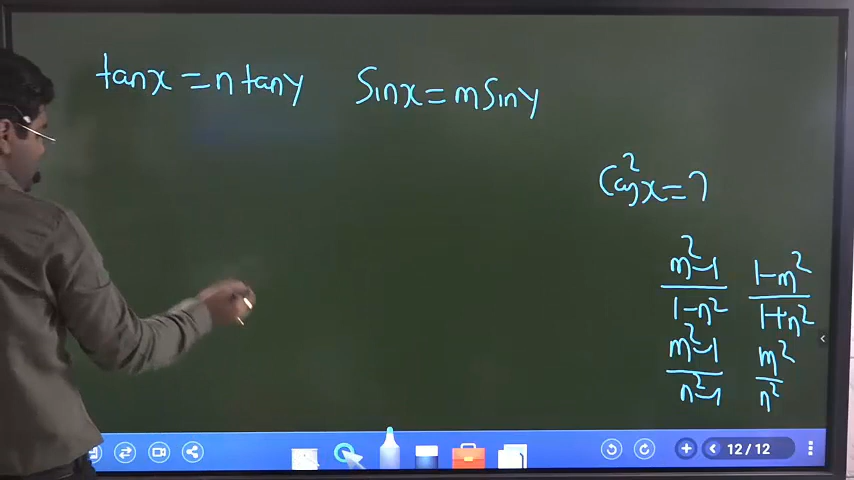 tanx = n tany    Sinx = m Siny
Cos²x = ?
m²-1/1-n²    1-m²/1+n²
m²-1/n²-1    m²/n²
12/12